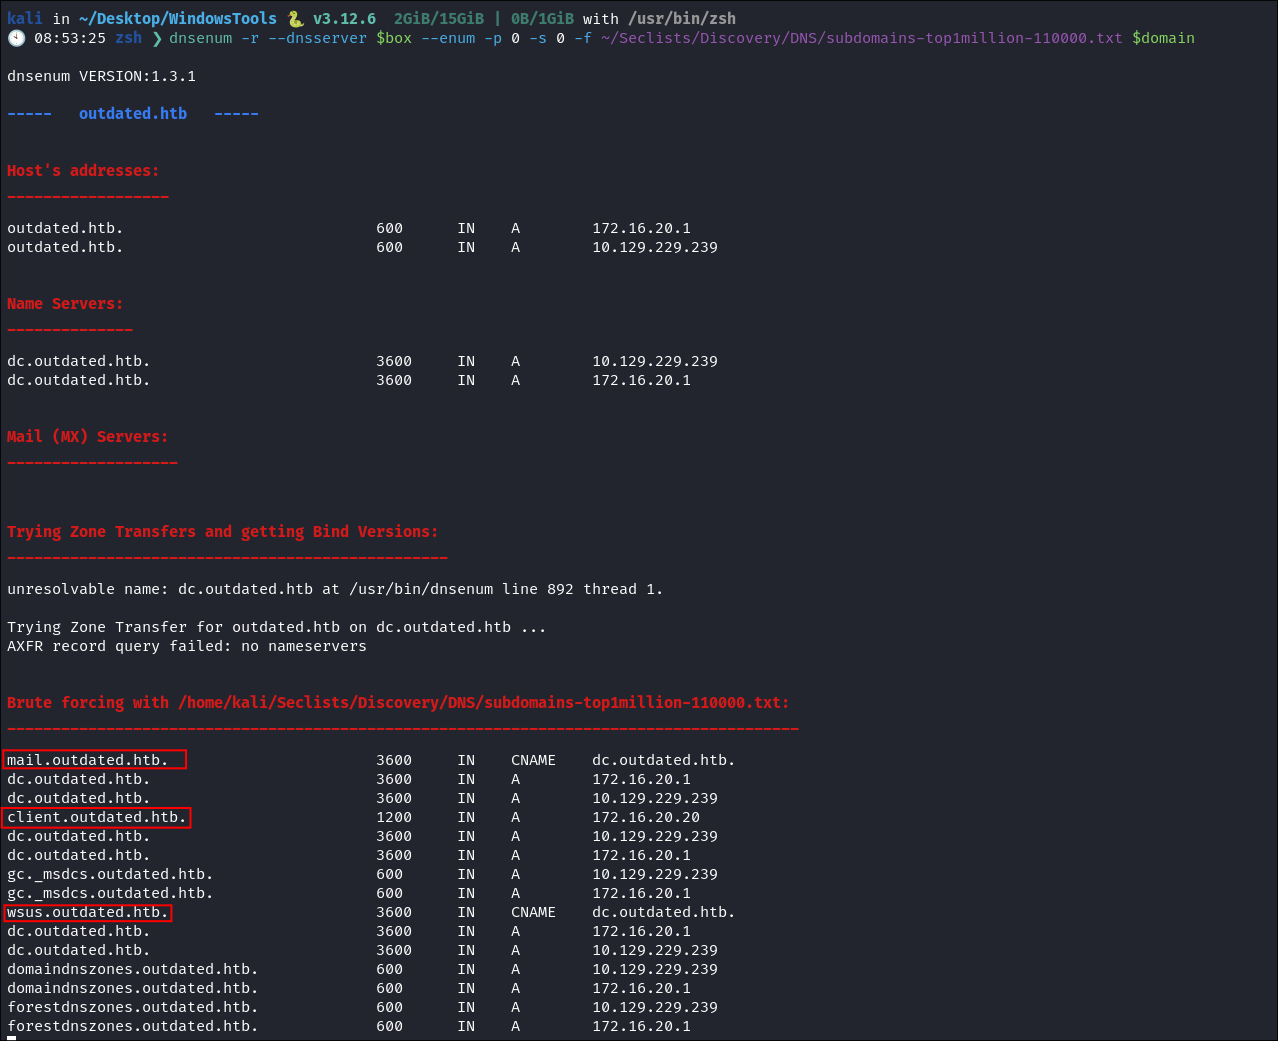 kali in ~/Desktop/WindowsTools 🐍 v3.12.6 2GiB/15GiB | 0B/1GiB with /usr/bin/zsh
🕙 08:53:25 zsh ❯ dnsenum -r --dnsserver $box --enum -p 0 -s 0 -f ~/Seclists/Discovery/DNS/subdomains-top1million-110000.txt $domain
dnsenum VERSION:1.3.1
----- outdated.htb -----
Host's addresses:
__________________
outdated.htb. 600 IN A 172.16.20.1
outdated.htb. 600 IN A 10.129.229.239
Name Servers:
______________
dc.outdated.htb. 3600 IN A 10.129.229.239
dc.outdated.htb. 3600 IN A 172.16.20.1
Mail (MX) Servers:
___________________
Trying Zone Transfers and getting Bind Versions:
_________________________________________________
unresolvable name: dc.outdated.htb at /usr/bin/dnsenum line 892 thread 1.
Trying Zone Transfer for outdated.htb on dc.outdated.htb ...
AXFR record query failed: no nameservers
Brute forcing with /home/kali/Seclists/Discovery/DNS/subdomains-top1million-110000.txt:
________________________________________________________________________________________
mail.outdated.htb. 3600 IN CNAME dc.outdated.htb.
dc.outdated.htb. 3600 IN A 172.16.20.1
dc.outdated.htb. 3600 IN A 10.129.229.239
client.outdated.htb. 1200 IN A 172.16.20.20
dc.outdated.htb. 3600 IN A 10.129.229.239
dc.outdated.htb. 3600 IN A 172.16.20.1
gc._msdcs.outdated.htb. 600 IN A 10.129.229.239
gc._msdcs.outdated.htb. 600 IN A 172.16.20.1
wsus.outdated.htb. 3600 IN CNAME dc.outdated.htb.
dc.outdated.htb. 3600 IN A 172.16.20.1
dc.outdated.htb. 3600 IN A 10.129.229.239
domaindnszones.outdated.htb. 600 IN A 10.129.229.239
domaindnszones.outdated.htb. 600 IN A 172.16.20.1
forestdnszones.outdated.htb. 600 IN A 10.129.229.239
forestdnszones.outdated.htb. 600 IN A 172.16.20.1